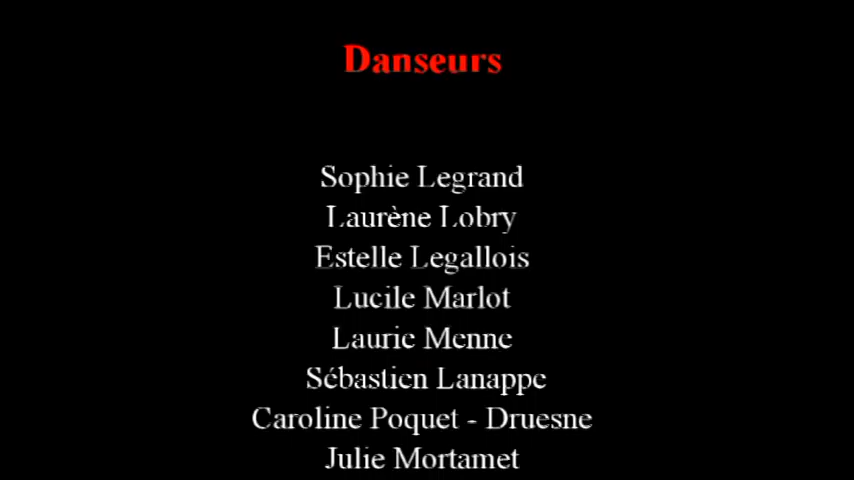 Danseurs
Sophie Legrand
Laurène Lobry
Estelle Legallois
Lucile Marlot
Laurie Menne
Sébastien Lanappe
Caroline Poquet - Druesne
Julie Mortamet